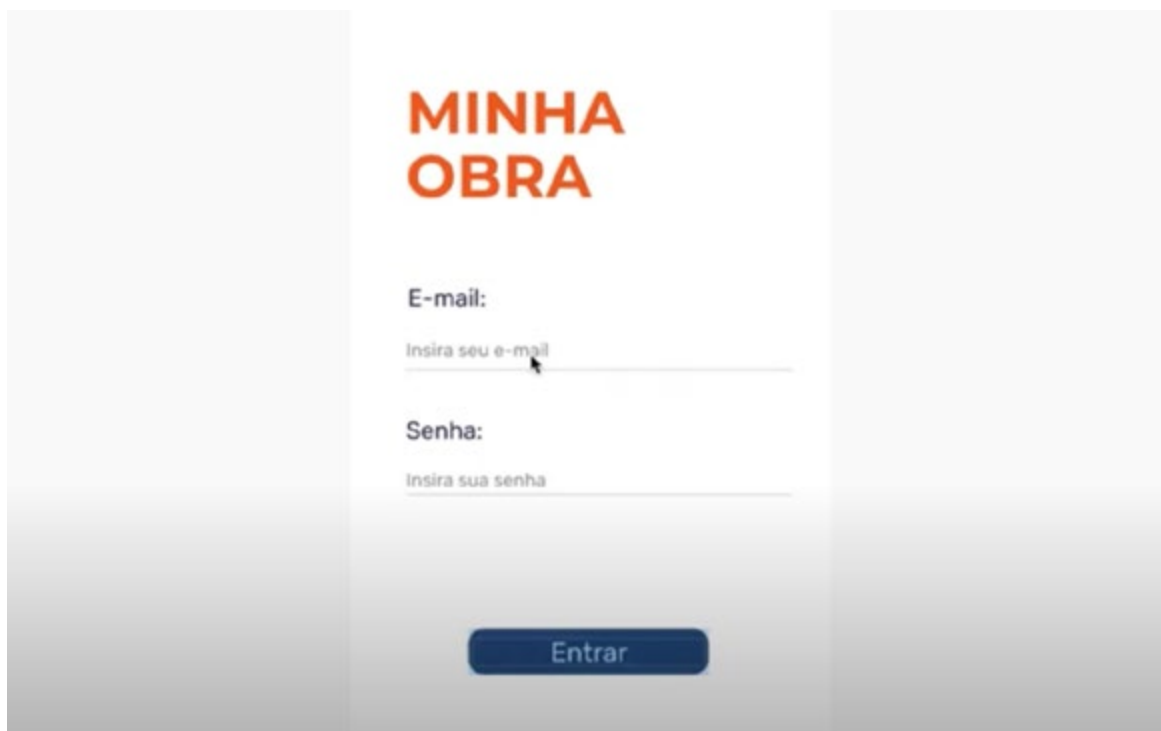 MINHA
OBRA
E-mail:
Insira seu e-mail
Senha:
Insira sua senha
Entrar